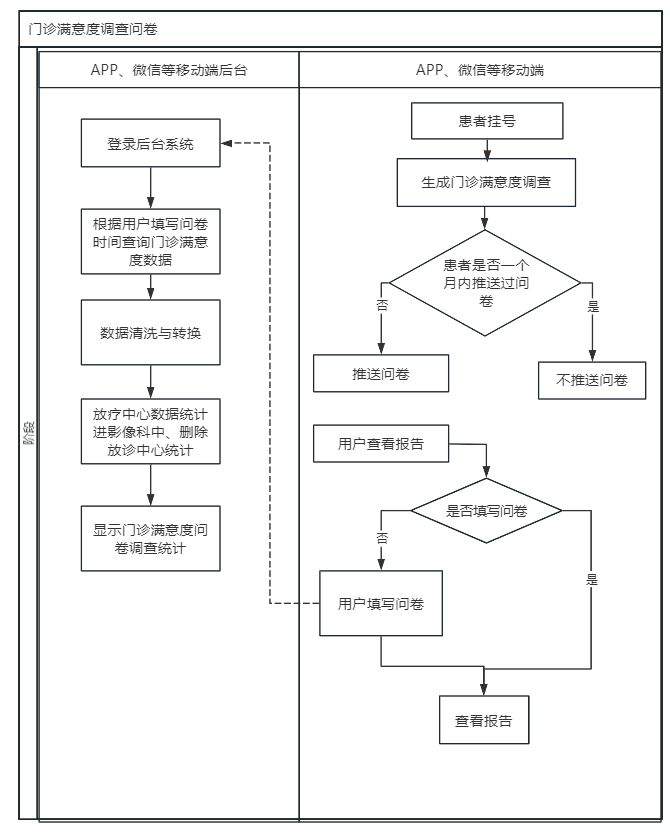 门诊满意度调查问卷
APP、微信等移动端后台
APP、微信等移动端
阶段
登录后台系统
根据用户填写问卷
时间查询门诊满意
度数据
数据清洗与转换
放疗中心数据统计
进影像科中、删除
放诊中心统计
显示门诊满意度问
卷调查统计
患者挂号
生成门诊满意度调查
患者是否一个
月内推送过问
卷
否
是
推送问卷
不推送问卷
用户查看报告
是否填写问卷
否
是
用户填写问卷
查看报告